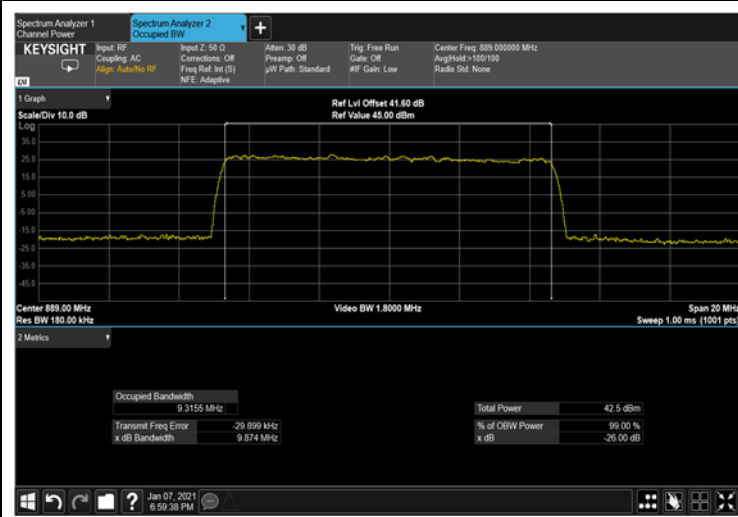 Spectrum Analyzer 1
Channel Power
Spectrum Analyzer 2
Occupied BW
+
KEYSIGHT
LXI
Input: RF
Coupling: AC
Align: Auto/No RF
Input Z: 50 Ω
Corrections: Off
Freq Ref: Int (S)
NFE: Adaptive
Atten: 30 dB
Preamp: Off
µW Path: Standard
Trig: Free Run
Gate: Off
#IF Gain: Low
Center Freq: 889.000000 MHz
Avg|Hold:>100/100
Radio Std: None
1 Graph
Scale/Div 10.0 dB
Ref Lvl Offset 41.60 dB
Ref Value 45.00 dBm
Log
35.0
25.0
15.0
5.00
-5.00
-15.0
-25.0
-35.0
-45.0
Center 889.00 MHz
Video BW 1.8000 MHz
Span 20 MHz
Res BW 180.00 kHz
Sweep 1.00 ms (1001 pts)
2 Metrics
Occupied Bandwidth
9.3155 MHz
Total Power 42.5 dBm
Transmit Freq Error -29.899 kHz
% of OBW Power 99.00 %
x dB Bandwidth 9.874 MHz
x dB -26.00 dB
?
Jan 07, 2021
6:59:38 PM